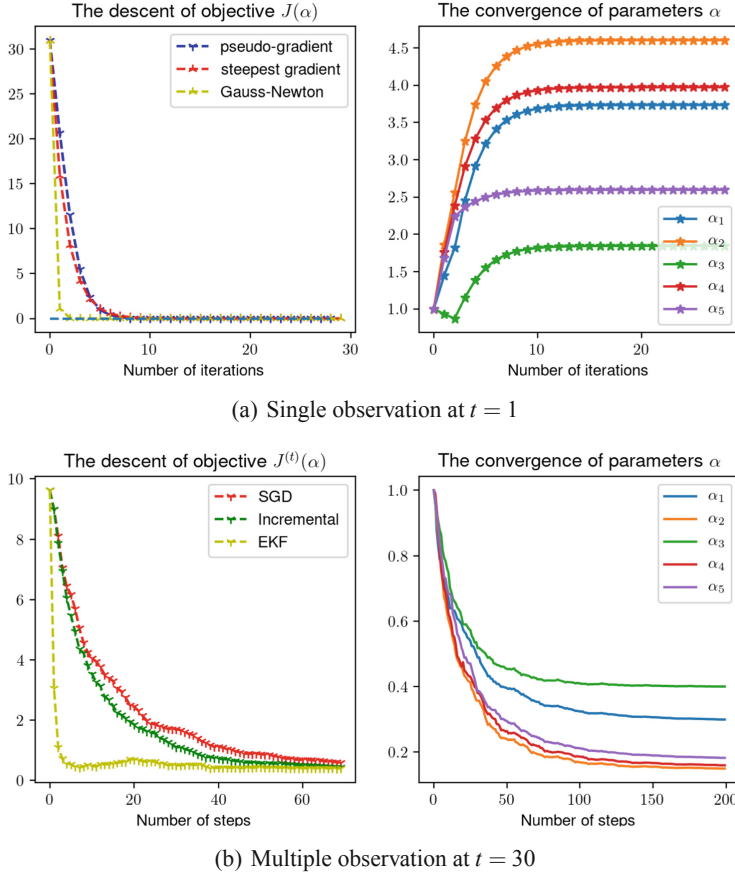 The descent of objective J(α)
The convergence of parameters α
30
25
20
15
10
5
0
pseudo-gradient
steepest gradient
Gauss-Newton
0
10
20
30
Number of iterations
4.5
4.0
3.5
3.0
2.5
2.0
1.5
1.0
α₁
α₂
α₃
α₄
α₅
0
10
20
Number of iterations
(a) Single observation at t = 1
The descent of objective J⁽ᵗ⁾(α)
The convergence of parameters α
10
8
6
4
2
0
SGD
Incremental
EKF
0
20
40
60
Number of steps
1.0
0.8
0.6
0.4
0.2
α₁
α₂
α₃
α₄
α₅
0
50
100
150
200
Number of steps
(b) Multiple observation at t = 30